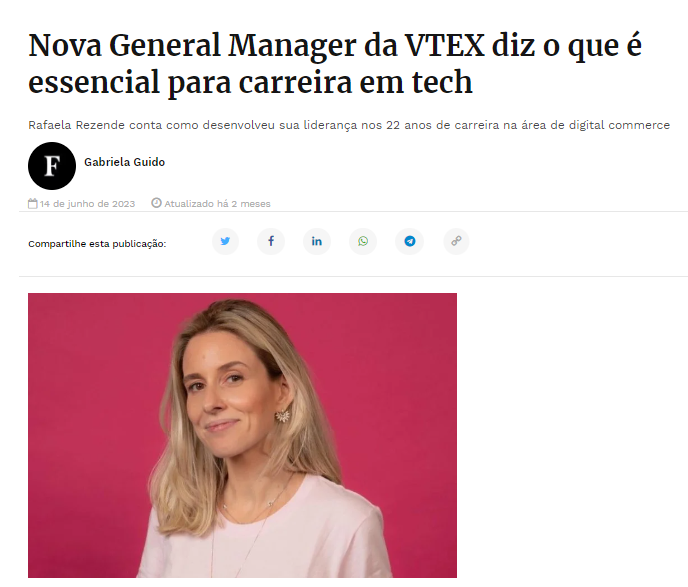 Nova General Manager da VTEX diz o que é
essencial para carreira em tech
Rafaela Rezende conta como desenvolveu sua liderança nos 22 anos de carreira na área de digital commerce
F
Gabriela Guido
14 de junho de 2023 Atualizado há 2 meses
Compartilhe esta publicação: